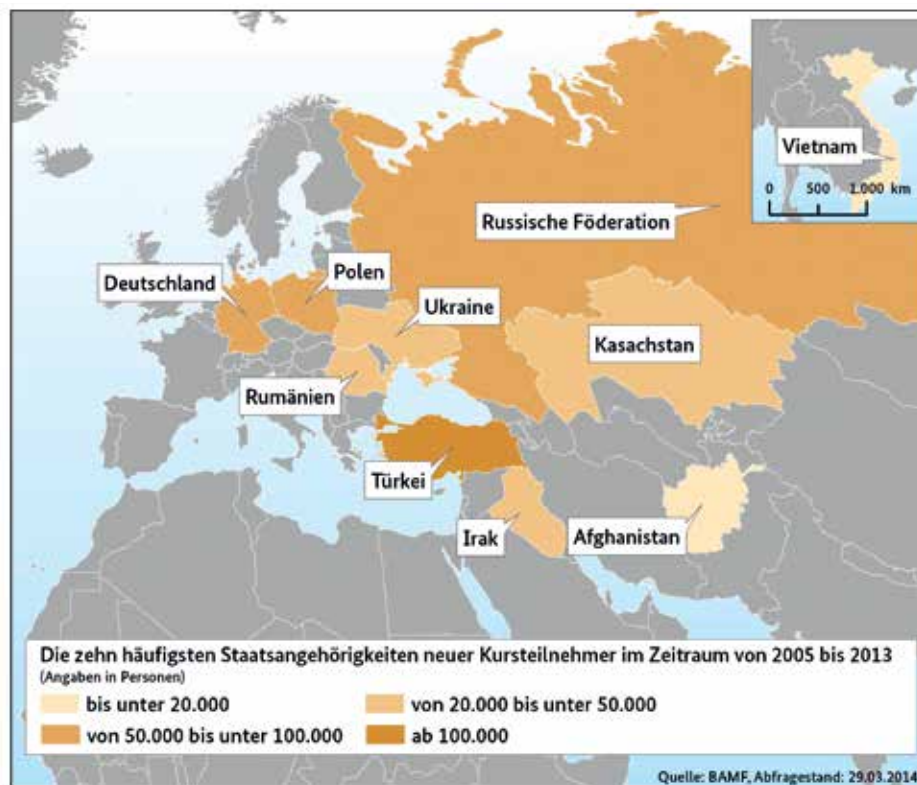 Vietnam
0 500 1.000 km
Russische Föderation
Polen
Deutschland
Ukraine
Kasachstan
Rumänien
Türkei
Irak
Afghanistan
Die zehn häufigsten Staatsangehörigkeiten neuer Kursteilnehmer im Zeitraum von 2005 bis 2013
(Angaben in Personen)
bis unter 20.000
von 20.000 bis unter 50.000
von 50.000 bis unter 100.000
ab 100.000
Quelle: BAMF, Abfragestand: 29.03.2014